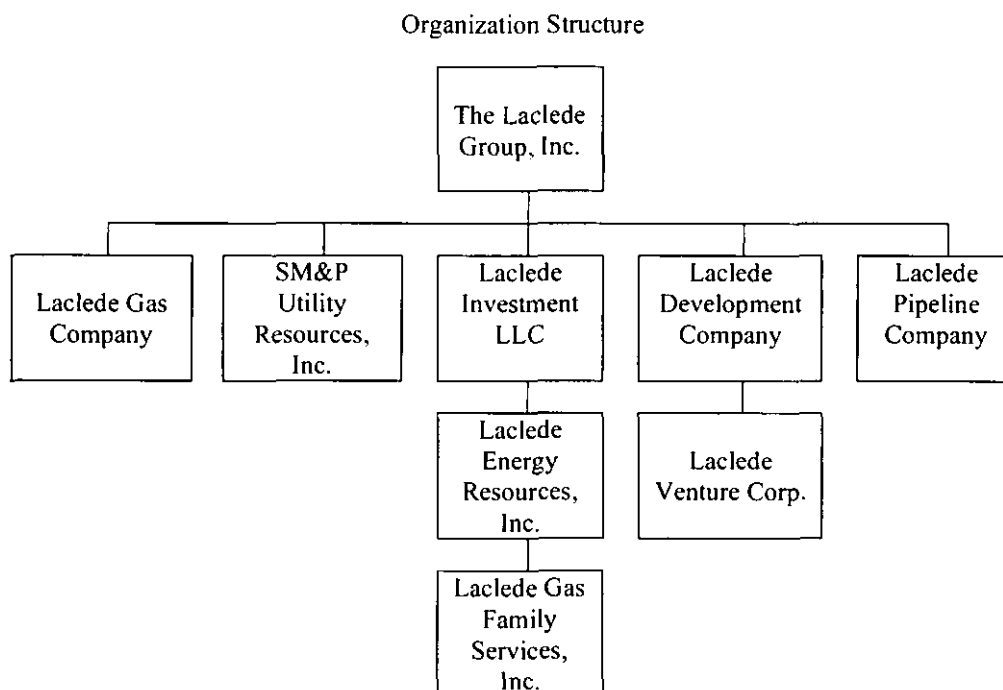 Organization Structure
The Laclede
Group, Inc.
Laclede Gas
Company
SM&P
Utility
Resources,
Inc.
Laclede
Investment
LLC
Laclede
Development
Company
Laclede
Pipeline
Company
Laclede
Energy
Resources,
Inc.
Laclede
Venture Corp.
Laclede Gas
Family
Services,
Inc.